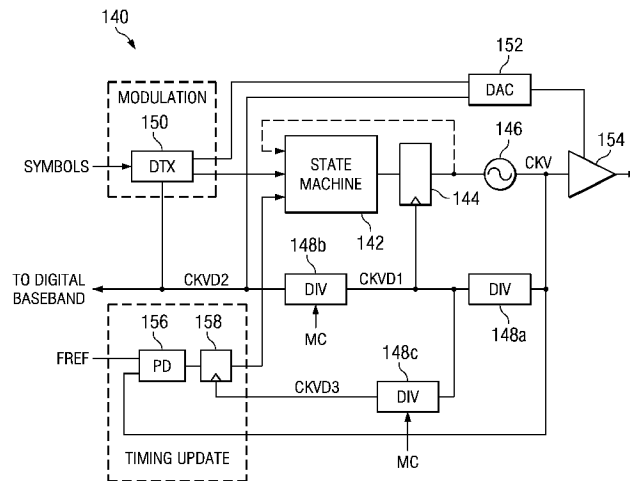 140
152
DAC
MODULATION
150
146
154
SYMBOLS
DTX
STATE
MACHINE
CKV
144
142
148b
TO DIGITAL
BASEBAND
CKVD2
DIV
CKVD1
DIV
148a
MC
156
158
148c
FREF
PD
CKVD3
DIV
TIMING UPDATE
MC